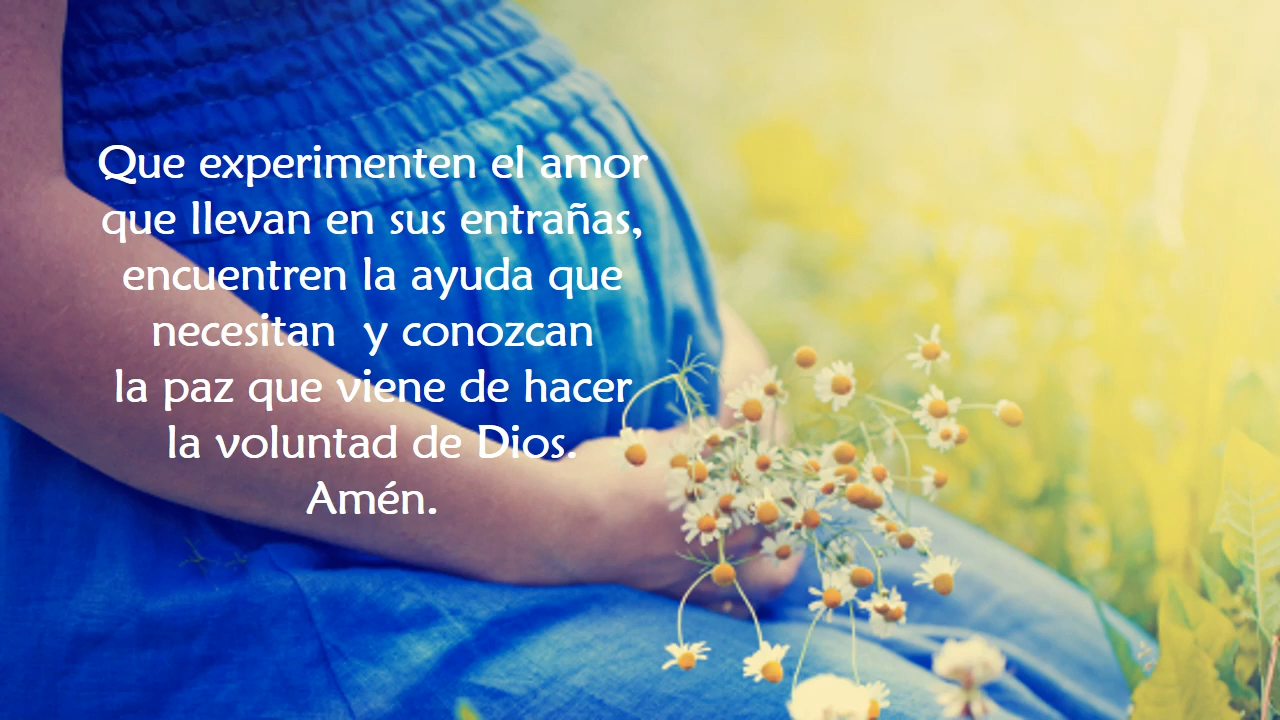 Que experimenten el amor
que llevan en sus entrañas,
encuentren la ayuda que
necesitan  y conozcan
la paz que viene de hacer
la voluntad de Dios.
Amén.